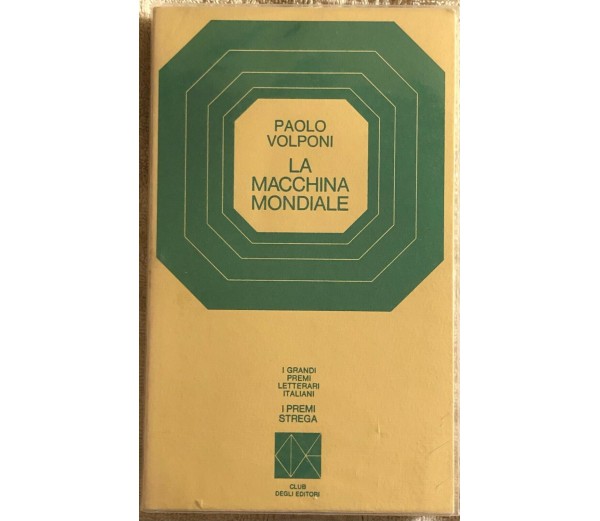 PAOLO
VOLPONI
LA
MACCHINA
MONDIALE
I GRANDI
PREMI
LETTERARI
ITALIANI
I PREMI
STREGA
CLUB
DEGLI EDITORI